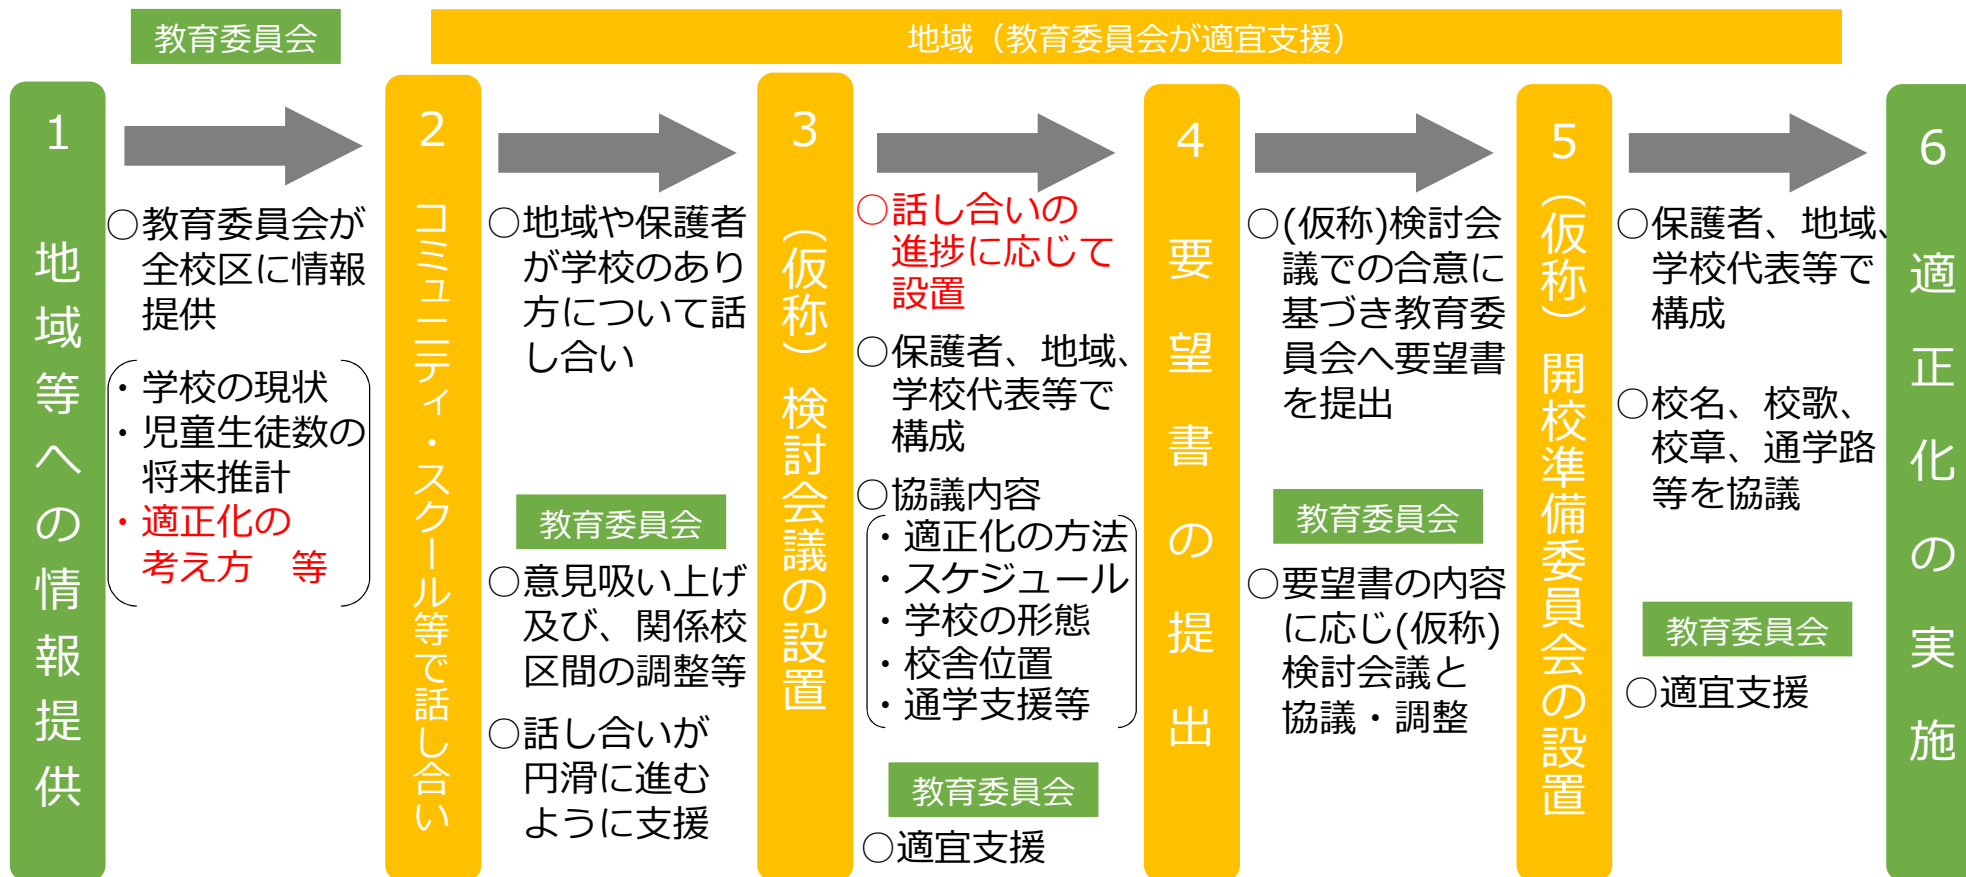 教育委員会
地域（教育委員会が適宜支援）
1 地域等への情報提供
○教育委員会が
全校区に情報
提供
・学校の現状
・児童生徒数の
将来推計
・適正化の
考え方　等
2 コミュニティ・スクール等で話し合い
○地域や保護者
が学校のあり
方について話
し合い
教育委員会
○意見吸い上げ
及び、関係校
区間の調整等
○話し合いが
円滑に進む
ように支援
3 （仮称）検討会議の設置
○話し合いの
進捗に応じて
設置
○保護者、地域、
学校代表等で
構成
○協議内容
・適正化の方法
・スケジュール
・学校の形態
・校舎位置
・通学支援等
教育委員会
○適宜支援
4 要望書の提出
○(仮称)検討会
議での合意に
基づき教育委
員会へ要望書
を提出
教育委員会
○要望書の内容
に応じ(仮称)
検討会議と
協議・調整
5 （仮称）開校準備委員会の設置
○保護者、地域、
学校代表等で
構成
○校名、校歌、
校章、通学路
等を協議
教育委員会
○適宜支援
6 適正化の実施